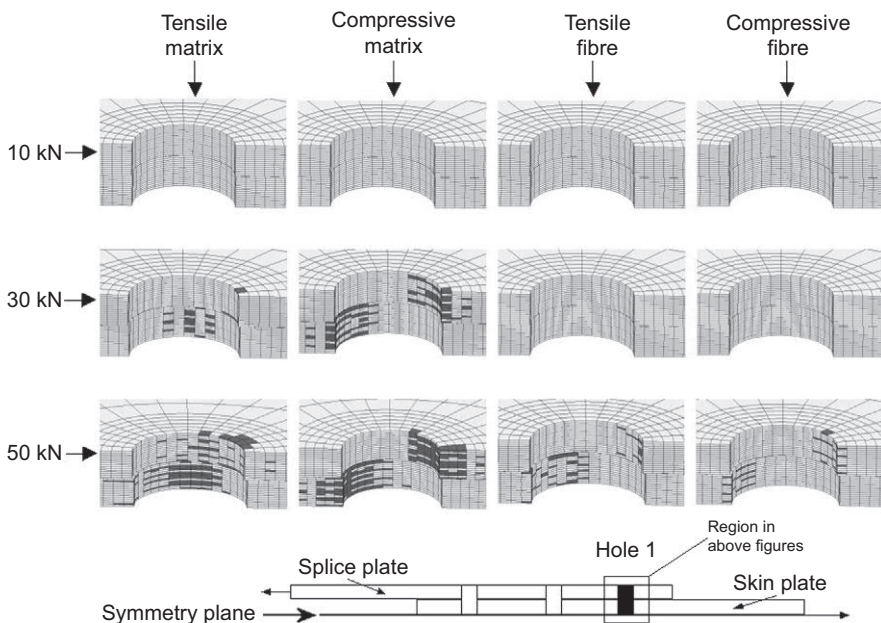 Tensile
matrix
Compressive
matrix
Tensile
fibre
Compressive
fibre
10 kN
30 kN
50 kN
Hole 1
Region in
above figures
Splice plate
Skin plate
Symmetry plane